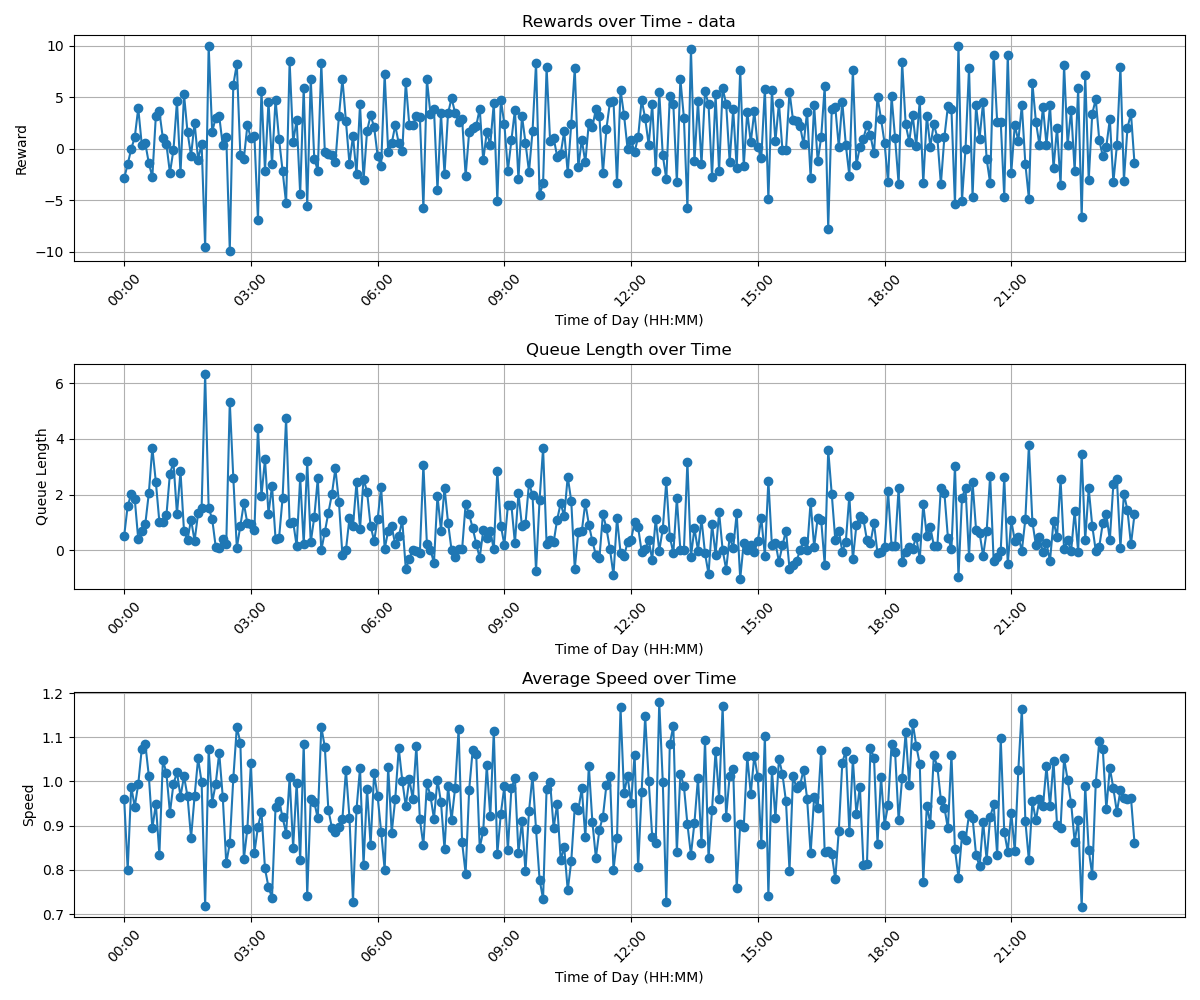 Rewards over Time - data
10
5
0
−5
−10
Reward
00:00 03:00 06:00 09:00 12:00 15:00 18:00 21:00
Time of Day (HH:MM)
Queue Length over Time
6
4
2
0
Queue Length
00:00 03:00 06:00 09:00 12:00 15:00 18:00 21:00
Time of Day (HH:MM)
Average Speed over Time
1.2
1.1
1.0
0.9
0.8
0.7
Speed
00:00 03:00 06:00 09:00 12:00 15:00 18:00 21:00
Time of Day (HH:MM)